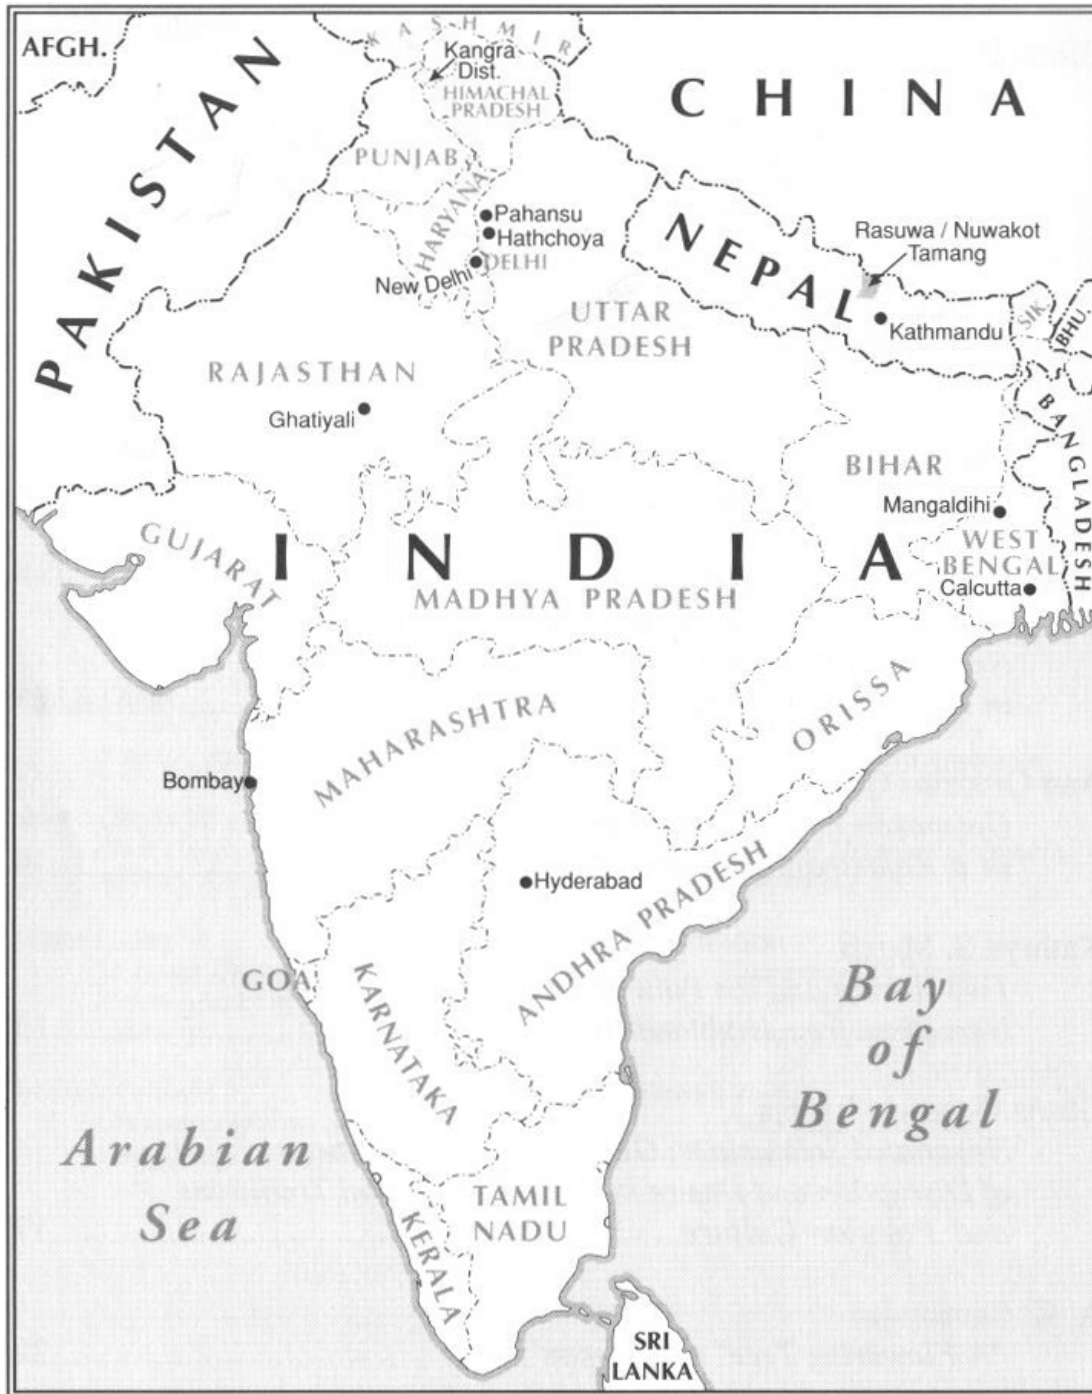 AFGH.
KASHMIR
Kangra
Dist.
HIMACHAL
PRADESH
CHINA
PAKISTAN
PUNJAB
HARYANA
Pahansu
Hathchoya
DELHI
New Delhi
NEPAL
Rasuwa / Nuwakot
Tamang
Kathmandu
SIK.
BHU.
UTTAR
PRADESH
RAJASTHAN
Ghatiyali
BANGLADESH
BIHAR
Mangaldihi
WEST
BENGAL
Calcutta
GUJARAT
INDIA
MADHYA PRADESH
MAHARASHTRA
ORISSA
Bombay
Hyderabad
ANDHRA PRADESH
GOA
KARNATAKA
Bay
of
Bengal
Arabian
Sea
TAMIL
NADU
KERALA
SRI
LANKA